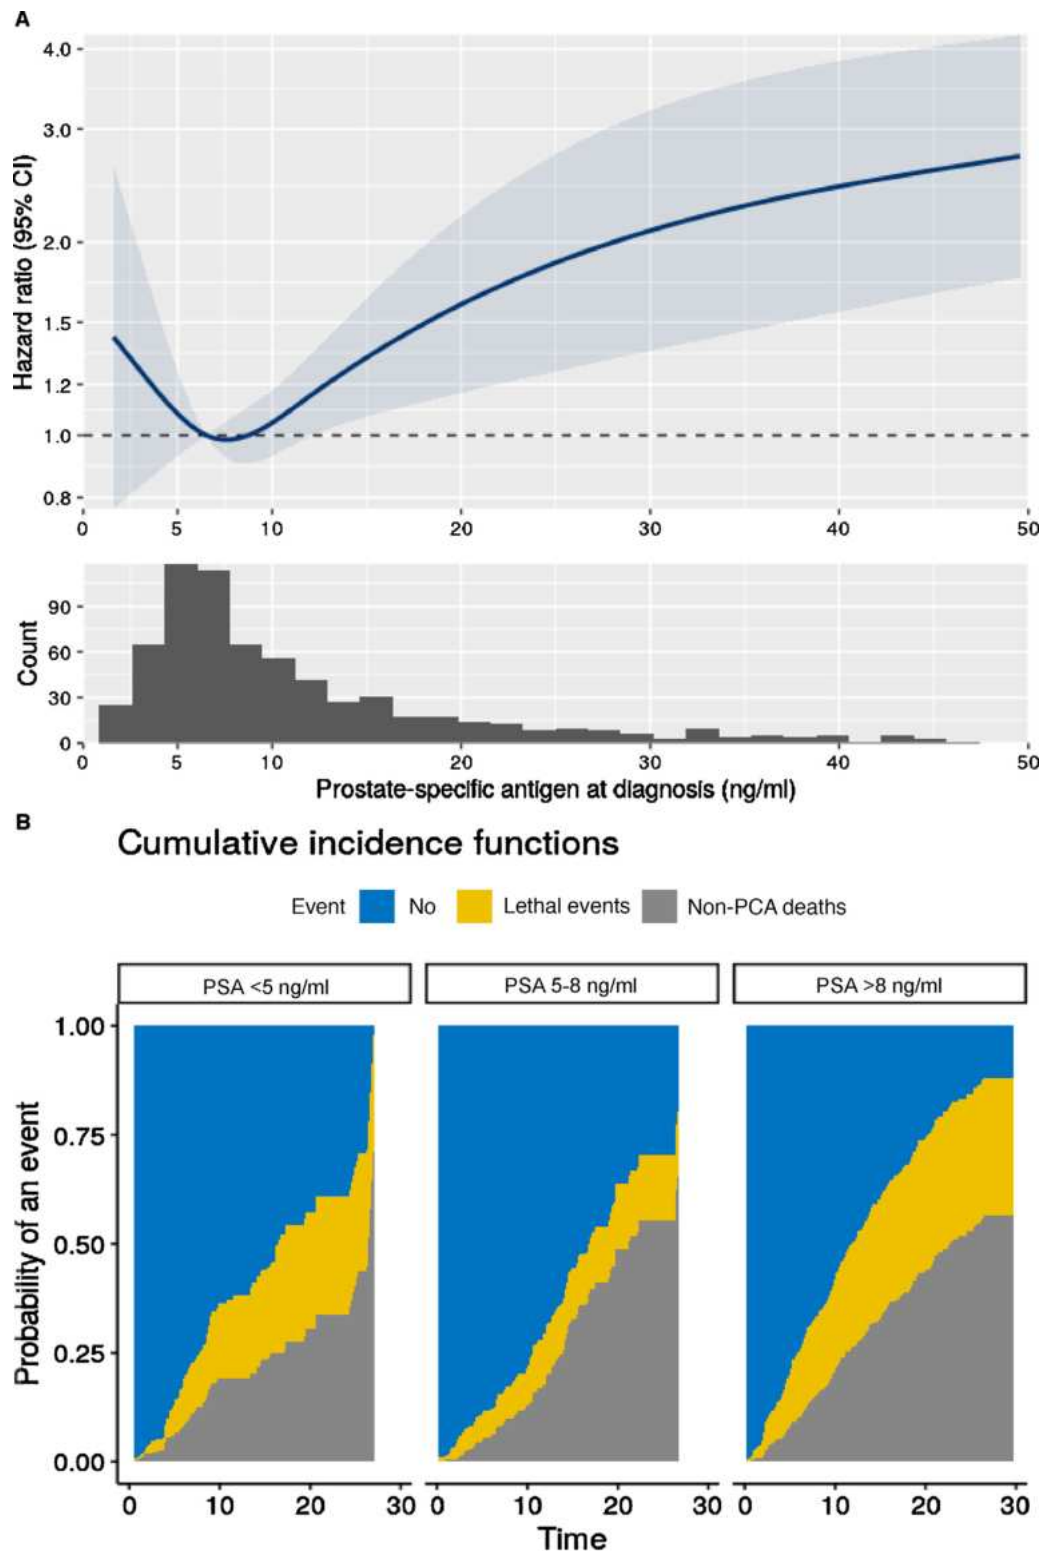 A
Hazard ratio (95% CI)
4.0
3.0
2.0
1.5
1.2
1.0
0.8
0 5 10 20 30 40 50
Count
90
60
30
0
0 5 10 20 30 40 50
Prostate-specific antigen at diagnosis (ng/ml)
B
Cumulative incidence functions
Event No Lethal events Non-PCA deaths
PSA <5 ng/ml PSA 5-8 ng/ml PSA >8 ng/ml
Probability of an event
1.00
0.75
0.50
0.25
0.00
0 10 20 30 0 10 20 30 0 10 20 30
Time